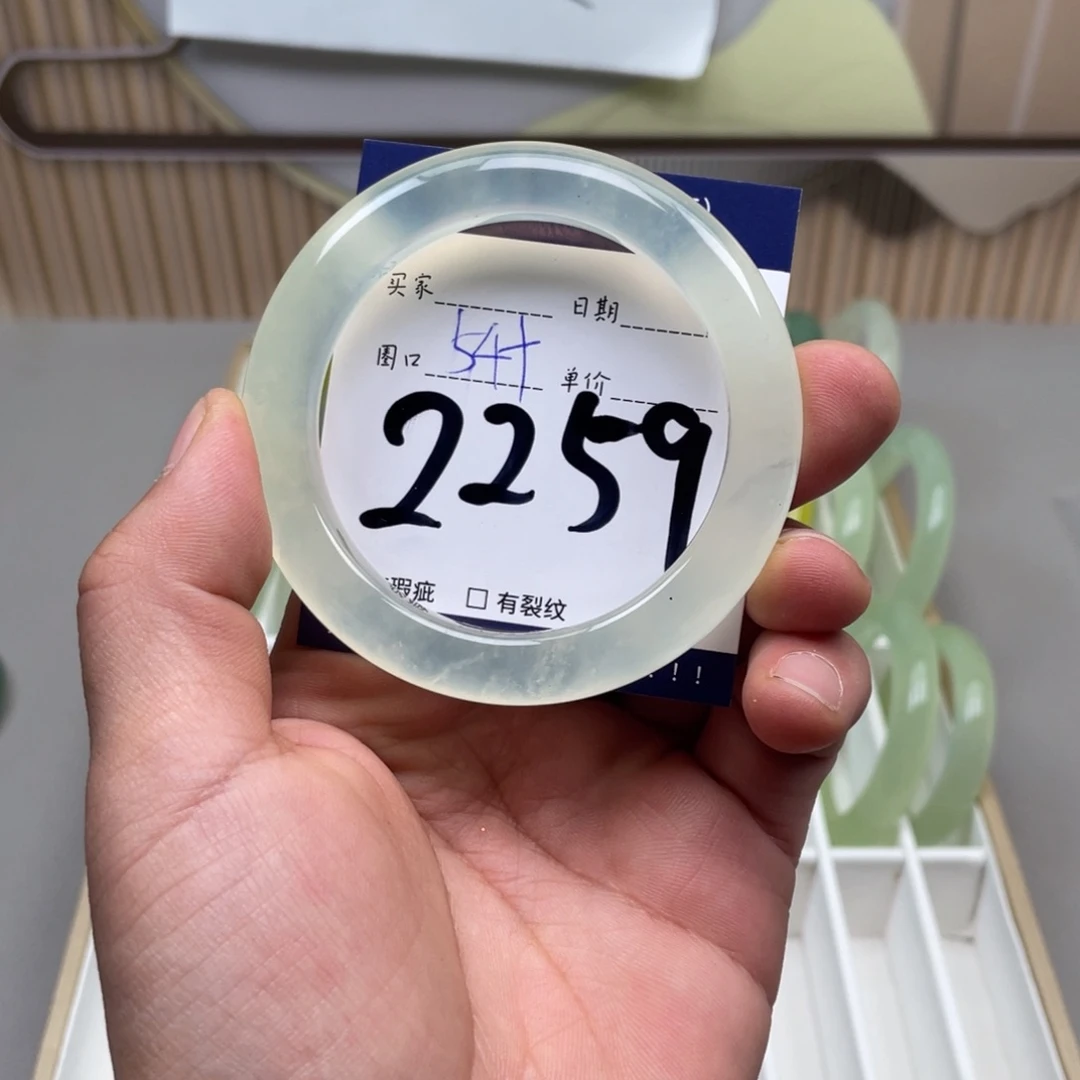 买家 日期
圈口 54+ 单价
2259
瑕疵 □ 有裂纹
!!